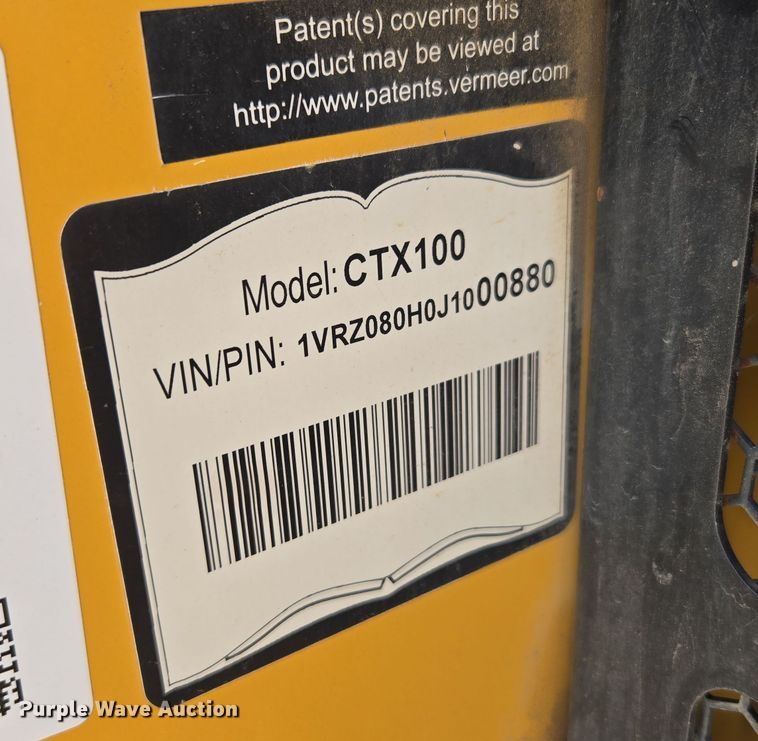 Patent(s) covering this
product may be viewed at
http://www.patents.vermeer.com
Model: CTX100
VIN/PIN: 1VRZ080H0J1000880
Purple Wave Auction